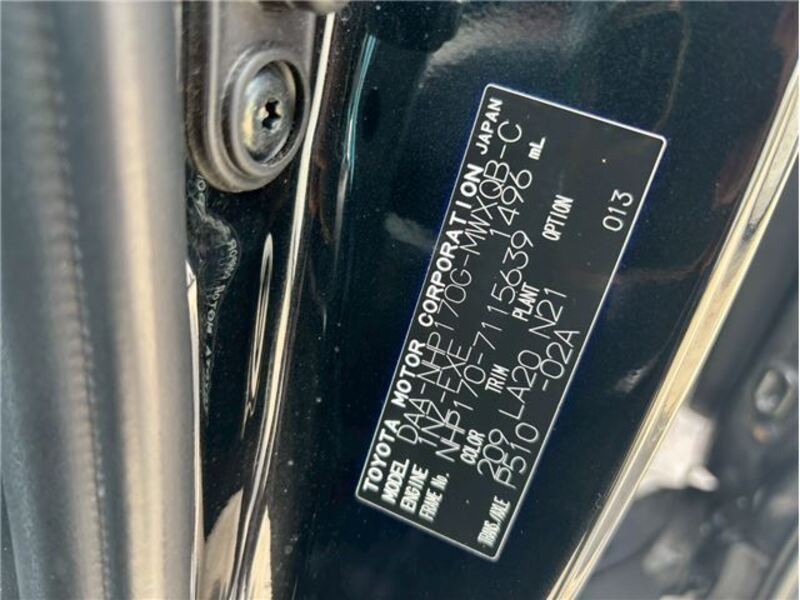 TOYOTA MOTOR CORPORATION JAPAN
MODEL DAA-NHP170G-MWXQB-C
ENGINE 1NZ-FXE 1496 mL
FRAME No. NHP170-7115639
COLOR TRIM PLANT OPTION
209 LA20 N21
TRANS./AXLE P510 -02A 013